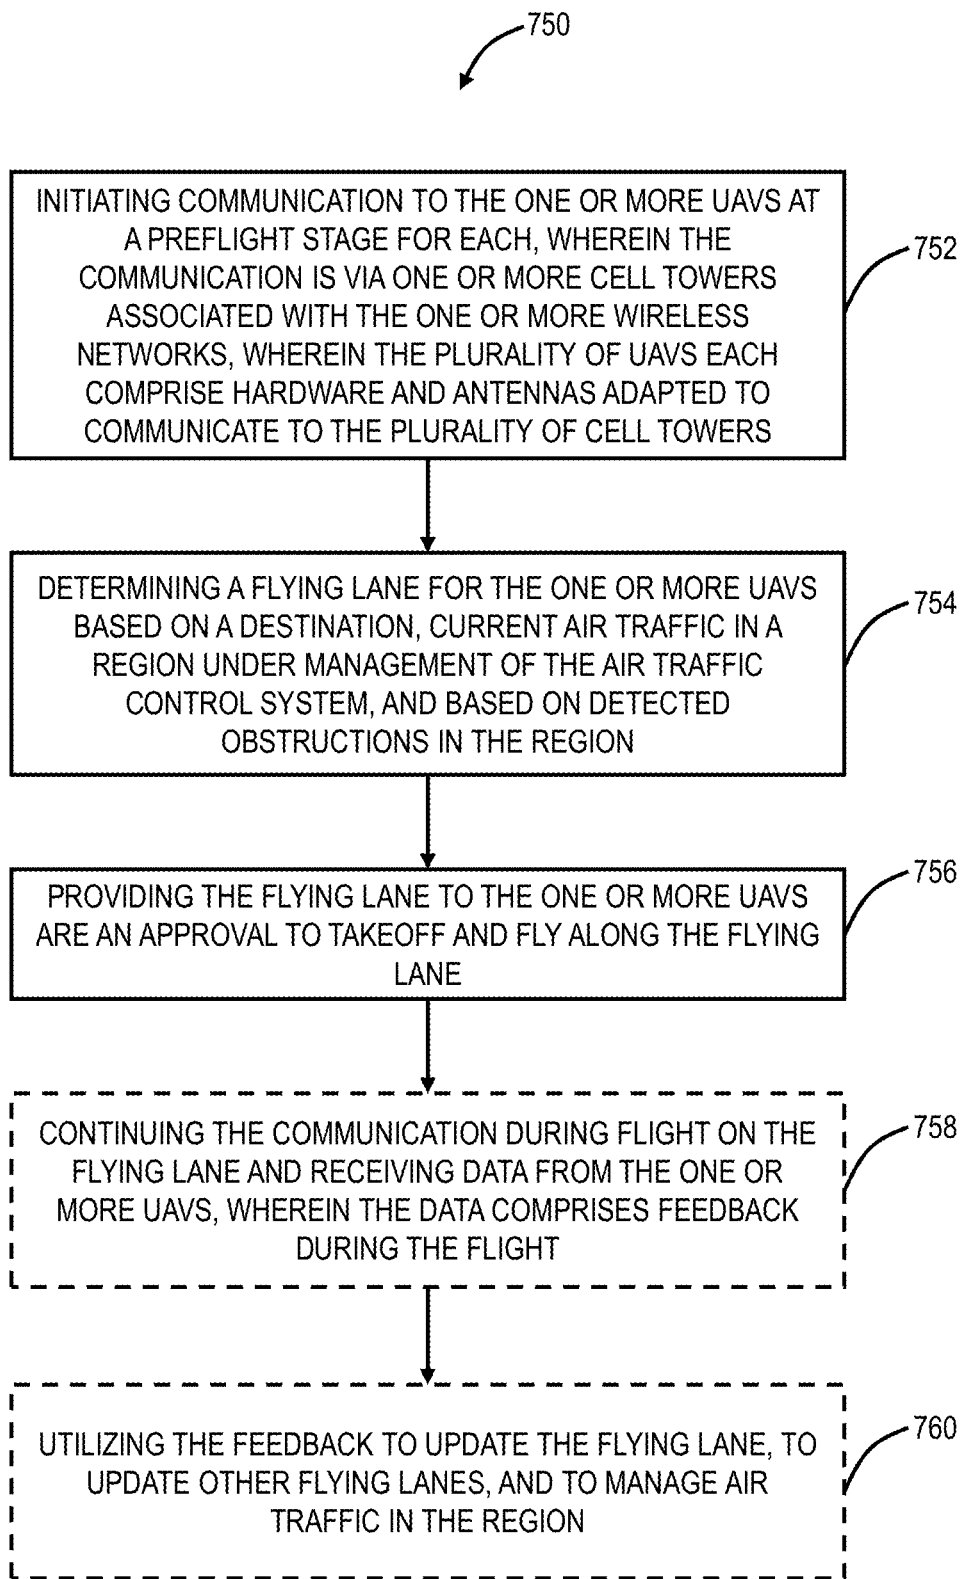 750
INITIATING COMMUNICATION TO THE ONE OR MORE UAVS AT
A PREFLIGHT STAGE FOR EACH, WHEREIN THE
COMMUNICATION IS VIA ONE OR MORE CELL TOWERS
ASSOCIATED WITH THE ONE OR MORE WIRELESS
NETWORKS, WHEREIN THE PLURALITY OF UAVS EACH
COMPRISE HARDWARE AND ANTENNAS ADAPTED TO
COMMUNICATE TO THE PLURALITY OF CELL TOWERS
752
DETERMINING A FLYING LANE FOR THE ONE OR MORE UAVS
BASED ON A DESTINATION, CURRENT AIR TRAFFIC IN A
REGION UNDER MANAGEMENT OF THE AIR TRAFFIC
CONTROL SYSTEM, AND BASED ON DETECTED
OBSTRUCTIONS IN THE REGION
754
PROVIDING THE FLYING LANE TO THE ONE OR MORE UAVS
ARE AN APPROVAL TO TAKEOFF AND FLY ALONG THE FLYING
LANE
756
CONTINUING THE COMMUNICATION DURING FLIGHT ON THE
FLYING LANE AND RECEIVING DATA FROM THE ONE OR
MORE UAVS, WHEREIN THE DATA COMPRISES FEEDBACK
DURING THE FLIGHT
758
UTILIZING THE FEEDBACK TO UPDATE THE FLYING LANE, TO
UPDATE OTHER FLYING LANES, AND TO MANAGE AIR
TRAFFIC IN THE REGION
760